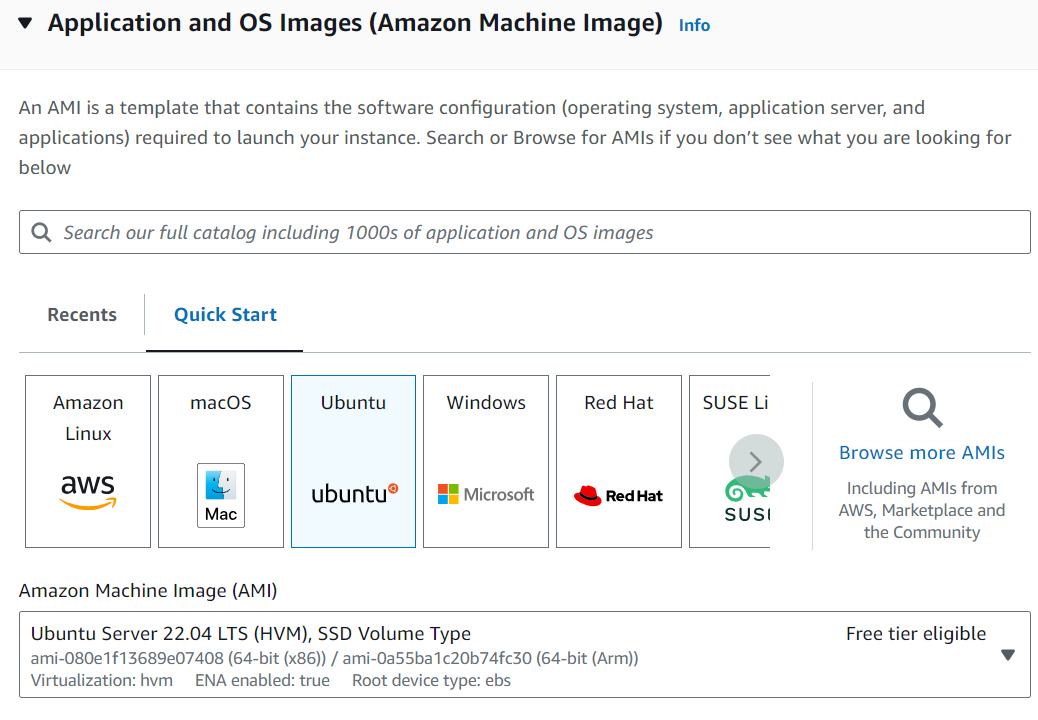 Application and OS Images (Amazon Machine Image) Info
An AMI is a template that contains the software configuration (operating system, application server, and
applications) required to launch your instance. Search or Browse for AMIs if you don’t see what you are looking for
below
Search our full catalog including 1000s of application and OS images
Recents
Quick Start
Amazon
Linux
aws
macOS
Mac
Ubuntu
ubuntu
Windows
Microsoft
Red Hat
Red Hat
SUSE Li
SUS
Browse more AMIs
Including AMIs from
AWS, Marketplace and
the Community
Amazon Machine Image (AMI)
Ubuntu Server 22.04 LTS (HVM), SSD Volume Type
Free tier eligible
ami-080e1f13689e07408 (64-bit (x86)) / ami-0a55ba1c20b74fc30 (64-bit (Arm))
Virtualization: hvm ENA enabled: true Root device type: ebs